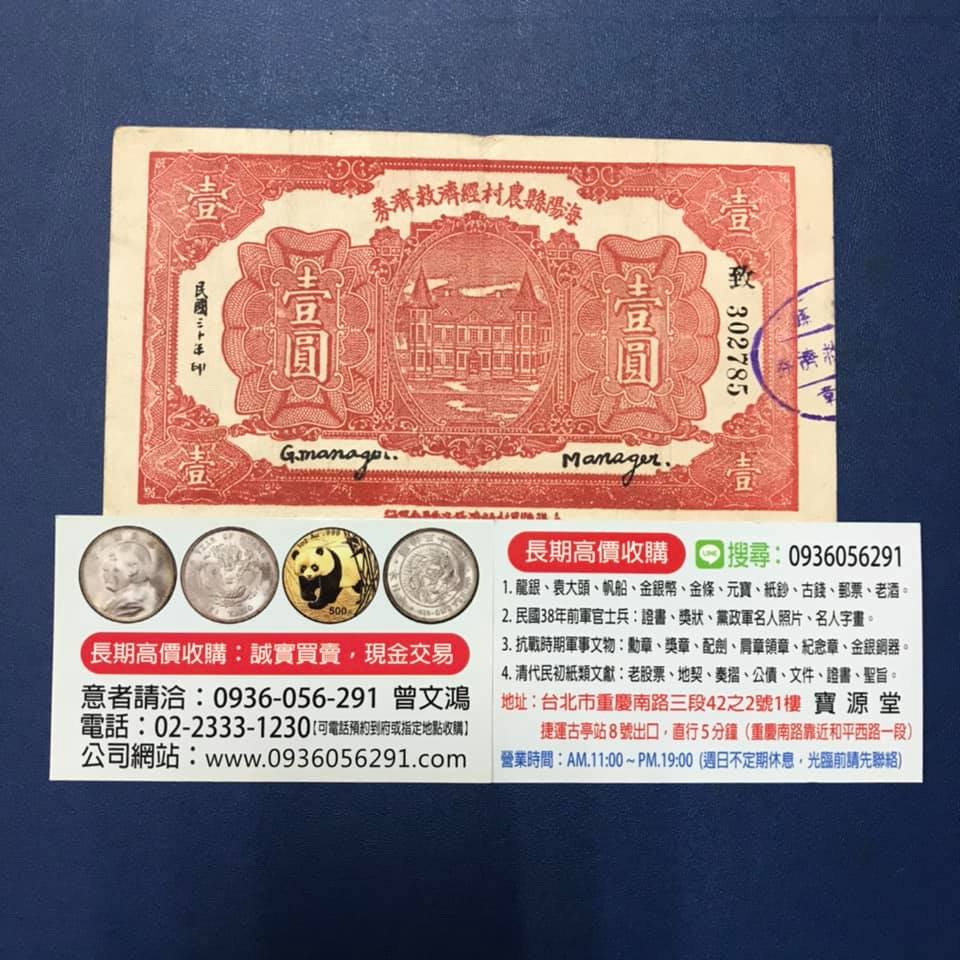 壹
海陽縣農村經濟救濟券
壹
壹圓
壹圓
民國三十年印
致 302785
壹
G.manager.
Manager.
壹
長期高價收購:誠實買賣,現金交易
意者請洽:0936-056-291 曾文鴻
電話:02-2333-1230【可電話預約到府或指定地點收購】
公司網站:www.0936056291.com
長期高價收購 LINE 搜尋:0936056291
1. 龍銀、袁大頭、帆船、金銀幣、金條、元寶、紙鈔、古錢、郵票、老酒。
2. 民國38年前軍官士兵:證書、獎狀、黨政軍名人照片、名人字畫。
3. 抗戰時期軍事文物:勳章、獎章、配劍、肩章領章、紀念章、金銀銅器。
4. 清代民初紙類文獻:老股票、地契、奏摺、公債、文件、證書、聖旨。
地址:台北市重慶南路三段42之2號1樓 寶源堂
捷運古亭站8號出口,直行5分鐘(重慶南路靠近和平西路一段)
營業時間:AM.11:00 ~ PM.19:00 (週日不定期休息,光臨前請先聯絡)